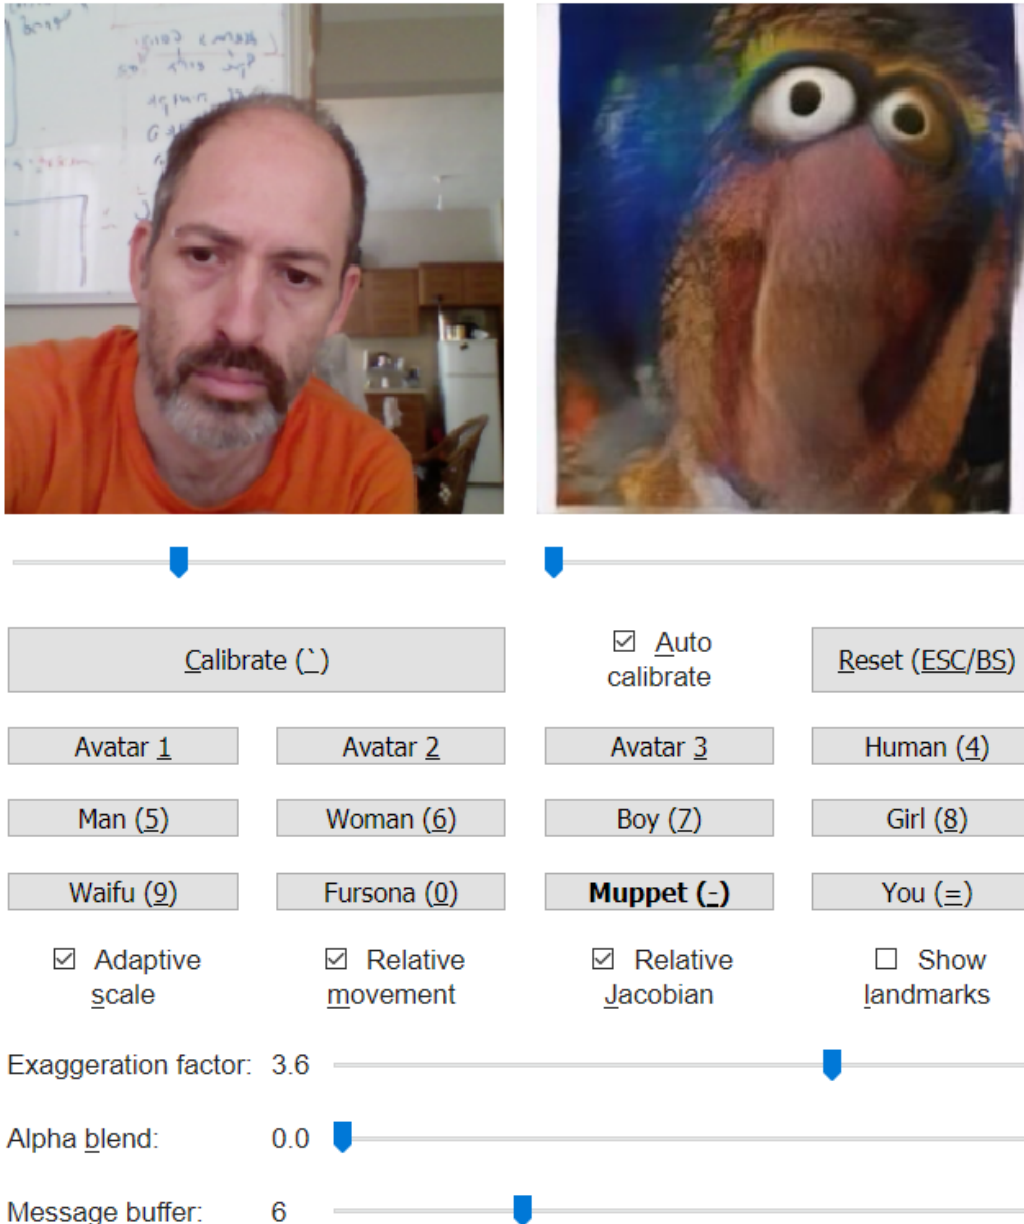 Calibrate (`)
Auto
calibrate
Reset (ESC/BS)
Avatar 1
Avatar 2
Avatar 3
Human (4)
Man (5)
Woman (6)
Boy (7)
Girl (8)
Waifu (9)
Fursona (0)
Muppet (-)
You (=)
Adaptive
scale
Relative
movement
Relative
Jacobian
Show
landmarks
Exaggeration factor: 3.6
Alpha blend: 0.0
Message buffer: 6